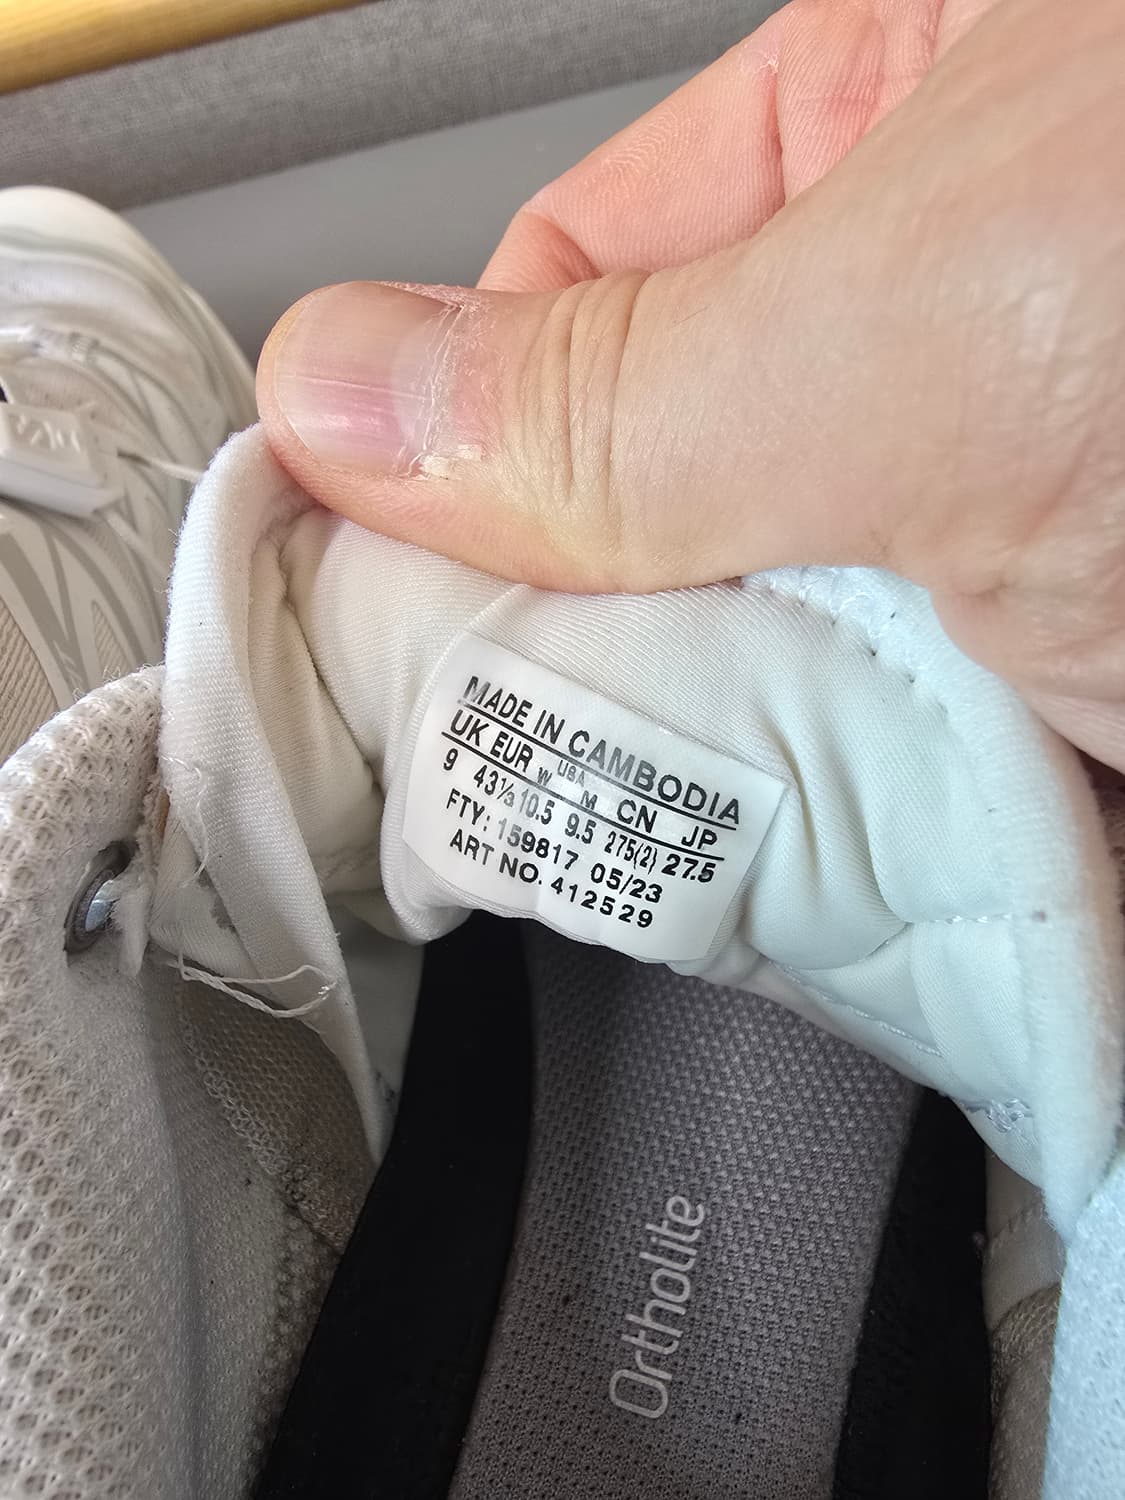 MADE IN CAMBODIA
UK EUR W USA M CN JP
9 43⅓ 10.5 9.5 275(2) 27.5
FTY: 159817 05/23
ART NO. 412529
Ortholite